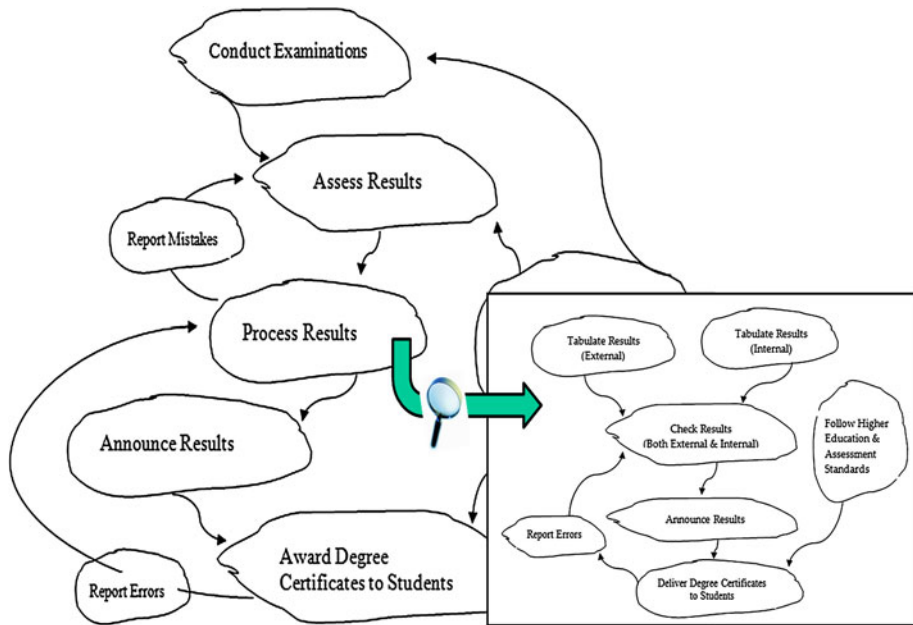 Conduct Examinations
Assess Results
Report Mistakes
Process Results
Announce Results
Award Degree
Certificates to Students
Report Errors
Tabulate Results
(External)
Tabulate Results
(Internal)
Check Results
(Both External & Internal)
Follow Higher
Education &
Assessment
Standards
Announce Results
Report Errors
Deliver Degree Certificates
to Students